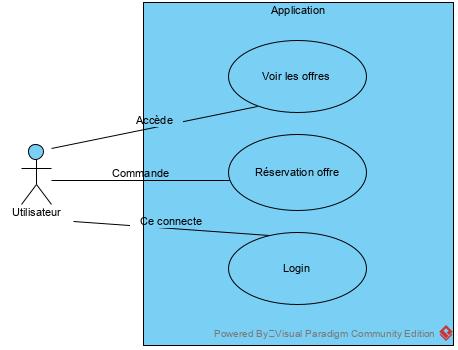 Application
Voir les offres
Accède
Commande
Réservation offre
Utilisateur
Ce connecte
Login
Powered By Visual Paradigm Community Edition